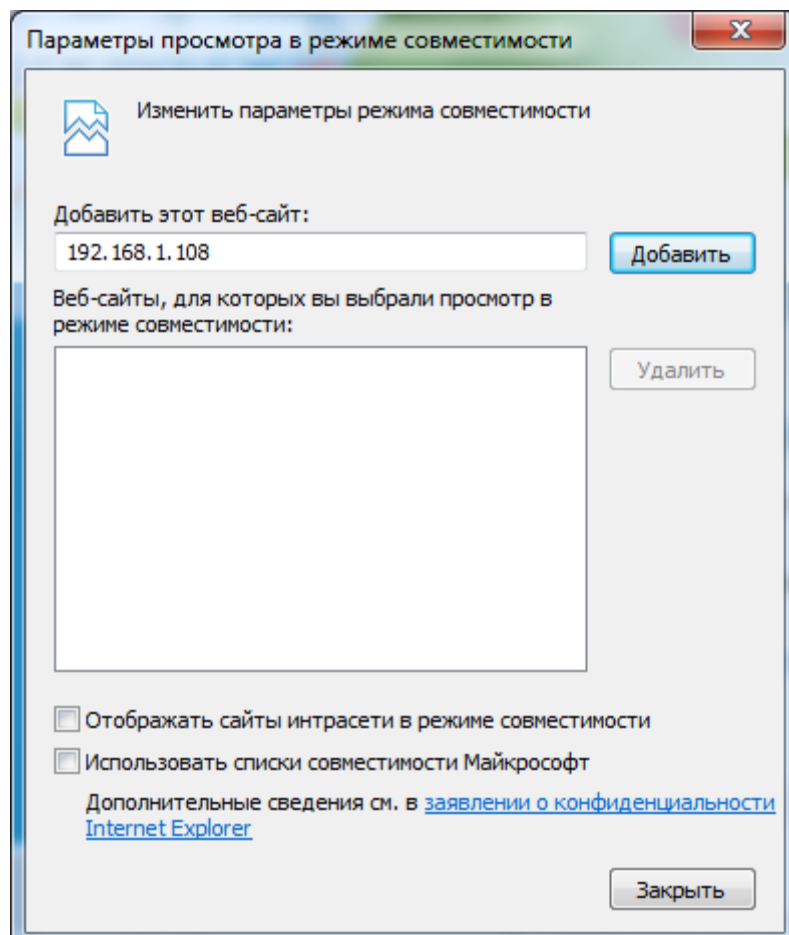 Параметры просмотра в режиме совместимости
X
Изменить параметры режима совместимости
Добавить этот веб-сайт:
192.168.1.108
Добавить
Веб-сайты, для которых вы выбрали просмотр в
режиме совместимости:
Удалить
Отображать сайты интрасети в режиме совместимости
Использовать списки совместимости Майкрософт
Дополнительные сведения см. в заявлении о конфиденциальности
Internet Explorer
Закрыть